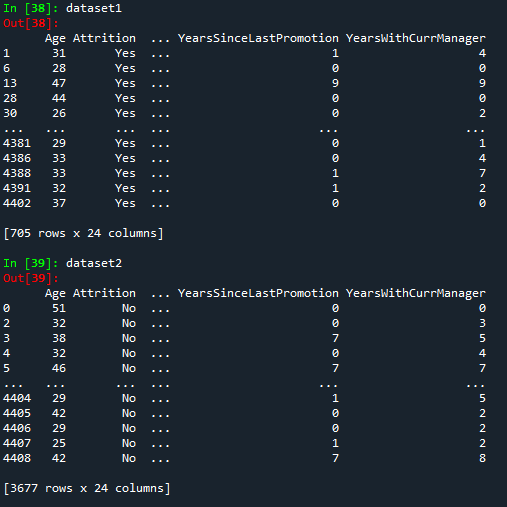 In [38]: dataset1
Out[38]:
      Age Attrition  ...  YearsSinceLastPromotion  YearsWithCurrManager
1      31       Yes  ...                        1                     4
6      28       Yes  ...                        0                     0
13     47       Yes  ...                        9                     9
28     44       Yes  ...                        0                     0
30     26       Yes  ...                        0                     2
...   ...       ...  ...                      ...                   ...
4381   29       Yes  ...                        0                     1
4386   33       Yes  ...                        0                     4
4388   33       Yes  ...                        1                     7
4391   32       Yes  ...                        1                     2
4402   37       Yes  ...                        0                     0
[705 rows x 24 columns]
In [39]: dataset2
Out[39]:
      Age Attrition  ...  YearsSinceLastPromotion  YearsWithCurrManager
0      51        No  ...                        0                     0
2      32        No  ...                        0                     3
3      38        No  ...                        7                     5
4      32        No  ...                        0                     4
5      46        No  ...                        7                     7
...   ...       ...  ...                      ...                   ...
4404   29        No  ...                        1                     5
4405   42        No  ...                        0                     2
4406   29        No  ...                        0                     2
4407   25        No  ...                        1                     2
4408   42        No  ...                        7                     8
[3677 rows x 24 columns]